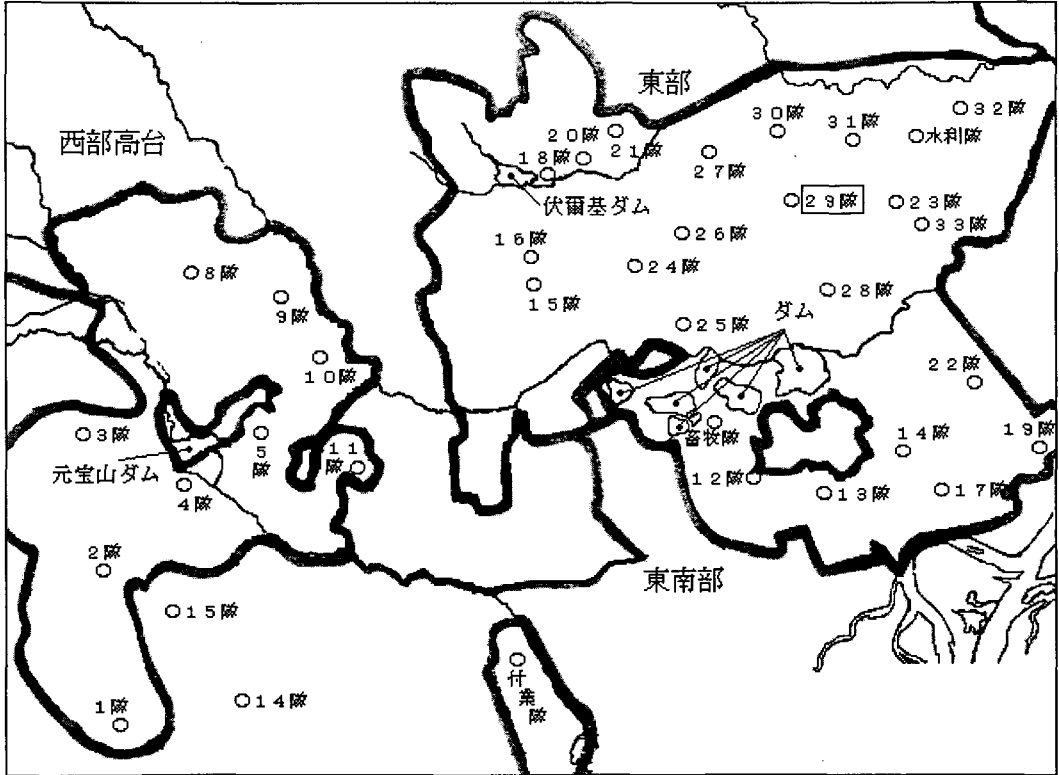 東部
西部高台
20隊
18隊
21隊
30隊
31隊
32隊
水利隊
27隊
伏爾基ダム
29隊
23隊
33隊
16隊
26隊
8隊
24隊
15隊
9隊
28隊
ダム
25隊
10隊
22隊
3隊
5隊
11隊
畜牧隊
14隊
19隊
元宝山ダム
4隊
12隊
13隊
17隊
2隊
東南部
15隊
1隊
14隊
付業隊